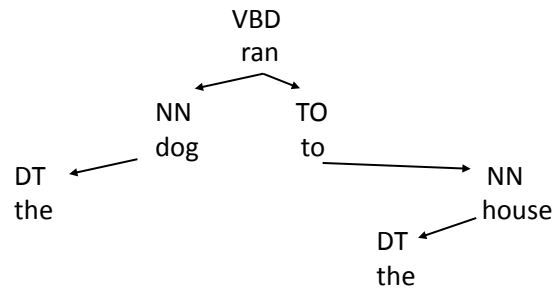 VBD
ran
NN TO
dog to
DT NN
the house
DT
the